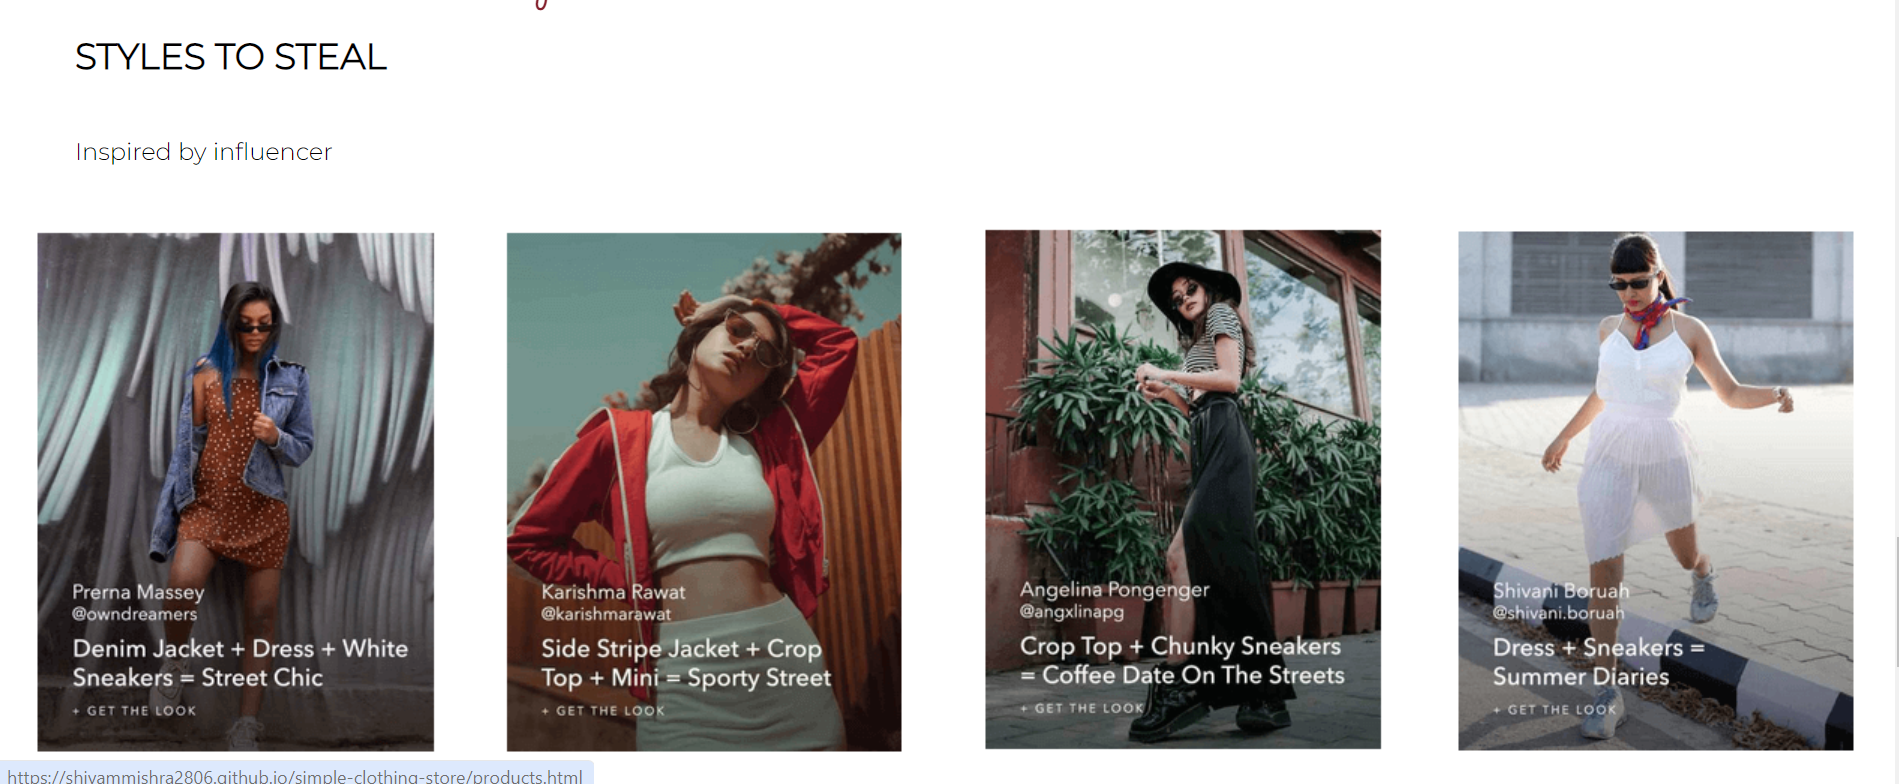 STYLES TO STEAL
Inspired by influencer
Prerna Massey
@owndreamers
Denim Jacket + Dress + White
Sneakers = Street Chic
+ GET THE LOOK
Karishma Rawat
@karishmarawat
Side Stripe Jacket + Crop
Top + Mini = Sporty Street
+ GET THE LOOK
Angelina Pongenger
@angxlinapg
Crop Top + Chunky Sneakers
= Coffee Date On The Streets
+ GET THE LOOK
Shivani Boruah
@shivani.boruah
Dress + Sneakers =
Summer Diaries
+ GET THE LOOK
https://shivammishra2806.github.io/simple-clothing-store/products.html